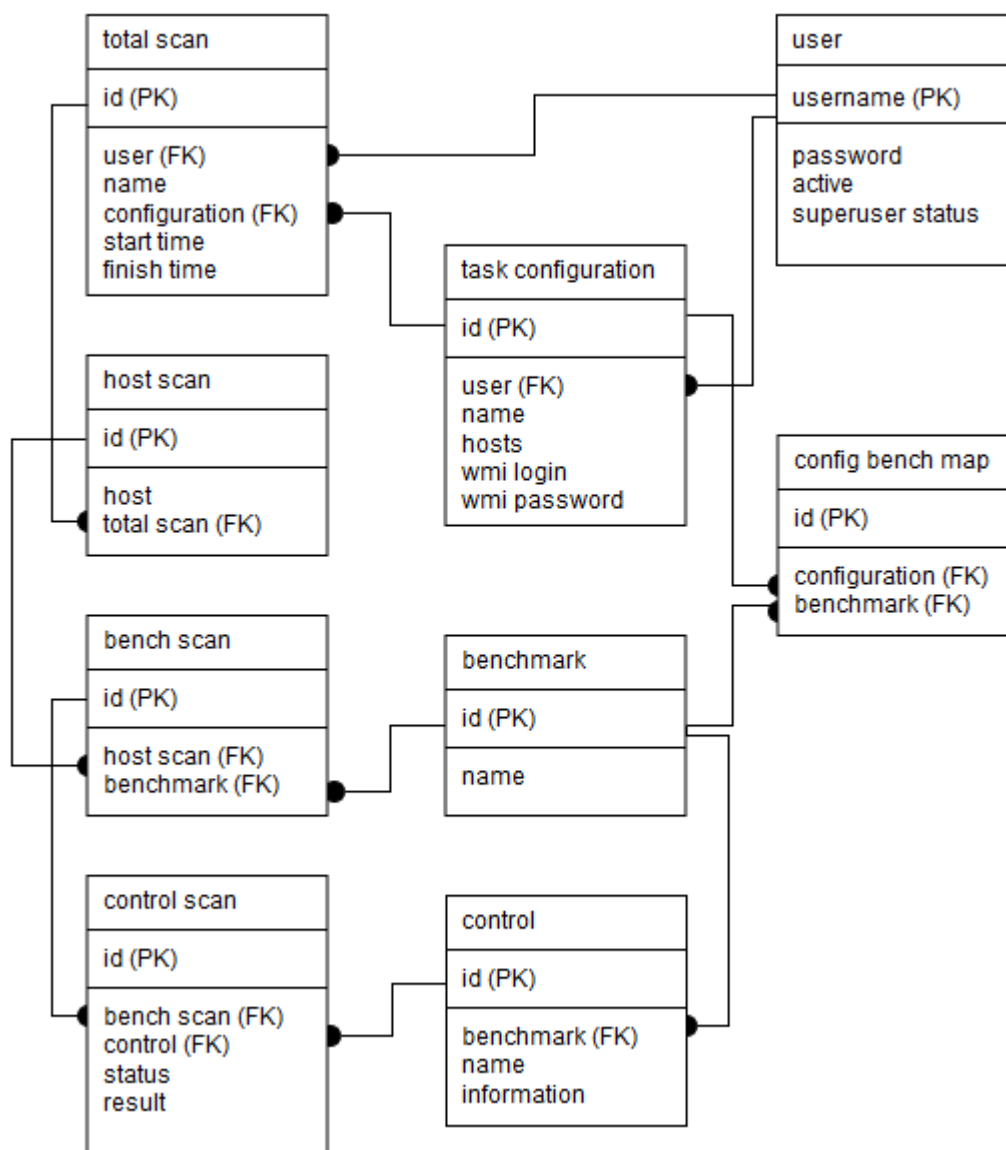 total scan
id (PK)
user (FK)
name
configuration (FK)
start time
finish time
user
username (PK)
password
active
superuser status
task configuration
id (PK)
user (FK)
name
hosts
wmi login
wmi password
host scan
id (PK)
host
total scan (FK)
config bench map
id (PK)
configuration (FK)
benchmark (FK)
bench scan
id (PK)
host scan (FK)
benchmark (FK)
benchmark
id (PK)
name
control scan
id (PK)
bench scan (FK)
control (FK)
status
result
control
id (PK)
benchmark (FK)
name
information